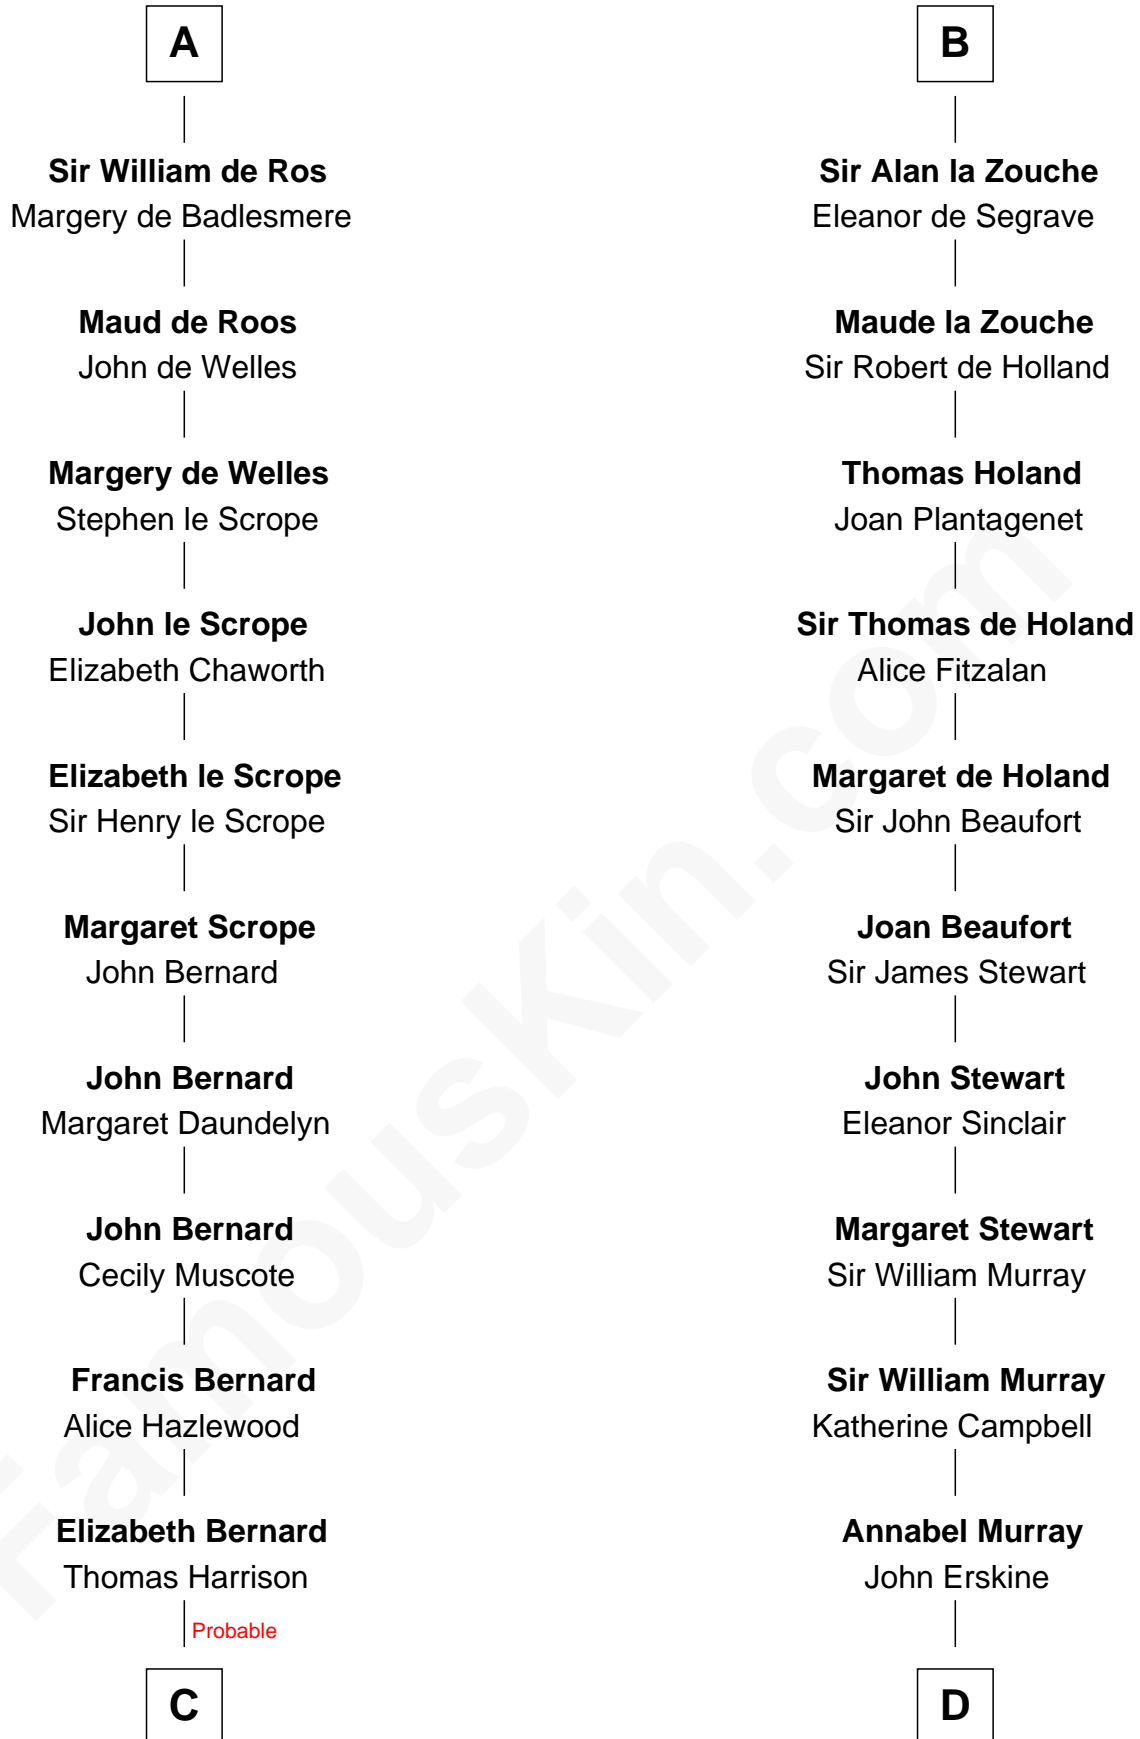 A
Sir William de Ros
Margery de Badlesmere
Maud de Roos
John de Welles
Margery de Welles
Stephen le Scrope
John le Scrope
Elizabeth Chaworth
Elizabeth le Scrope
Sir Henry le Scrope
Margaret Scrope
John Bernard
John Bernard
Margaret Daundelyn
John Bernard
Cecily Muscote
Francis Bernard
Alice Hazlewood
Elizabeth Bernard
Thomas Harrison
Probable
C
B
Sir Alan la Zouche
Eleanor de Segrave
Maude la Zouche
Sir Robert de Holland
Thomas Holand
Joan Plantagenet
Sir Thomas de Holand
Alice Fitzalan
Margaret de Holand
Sir John Beaufort
Joan Beaufort
Sir James Stewart
John Stewart
Eleanor Sinclair
Margaret Stewart
Sir William Murray
Sir William Murray
Katherine Campbell
Annabel Murray
John Erskine
D
FamousKin.com